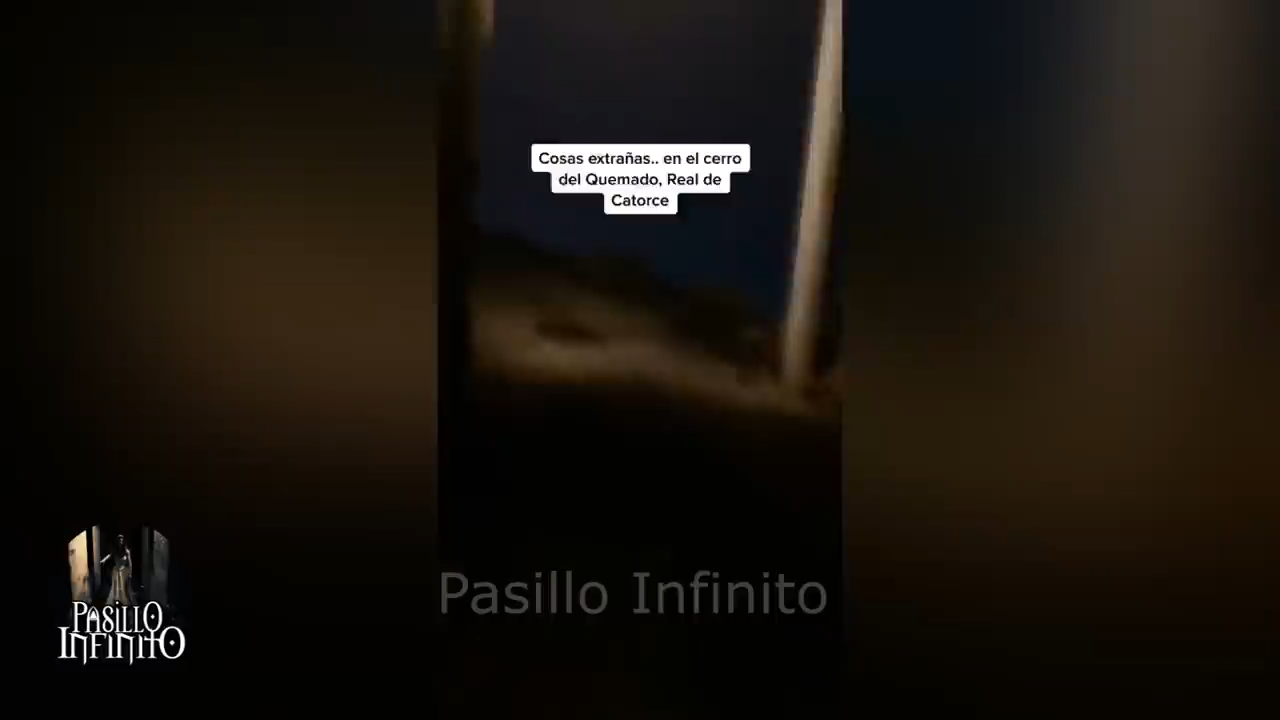 Cosas extrañas.. en el cerro
del Quemado, Real de
Catorce
Pasillo Infinito
PASILLO
INFINITO